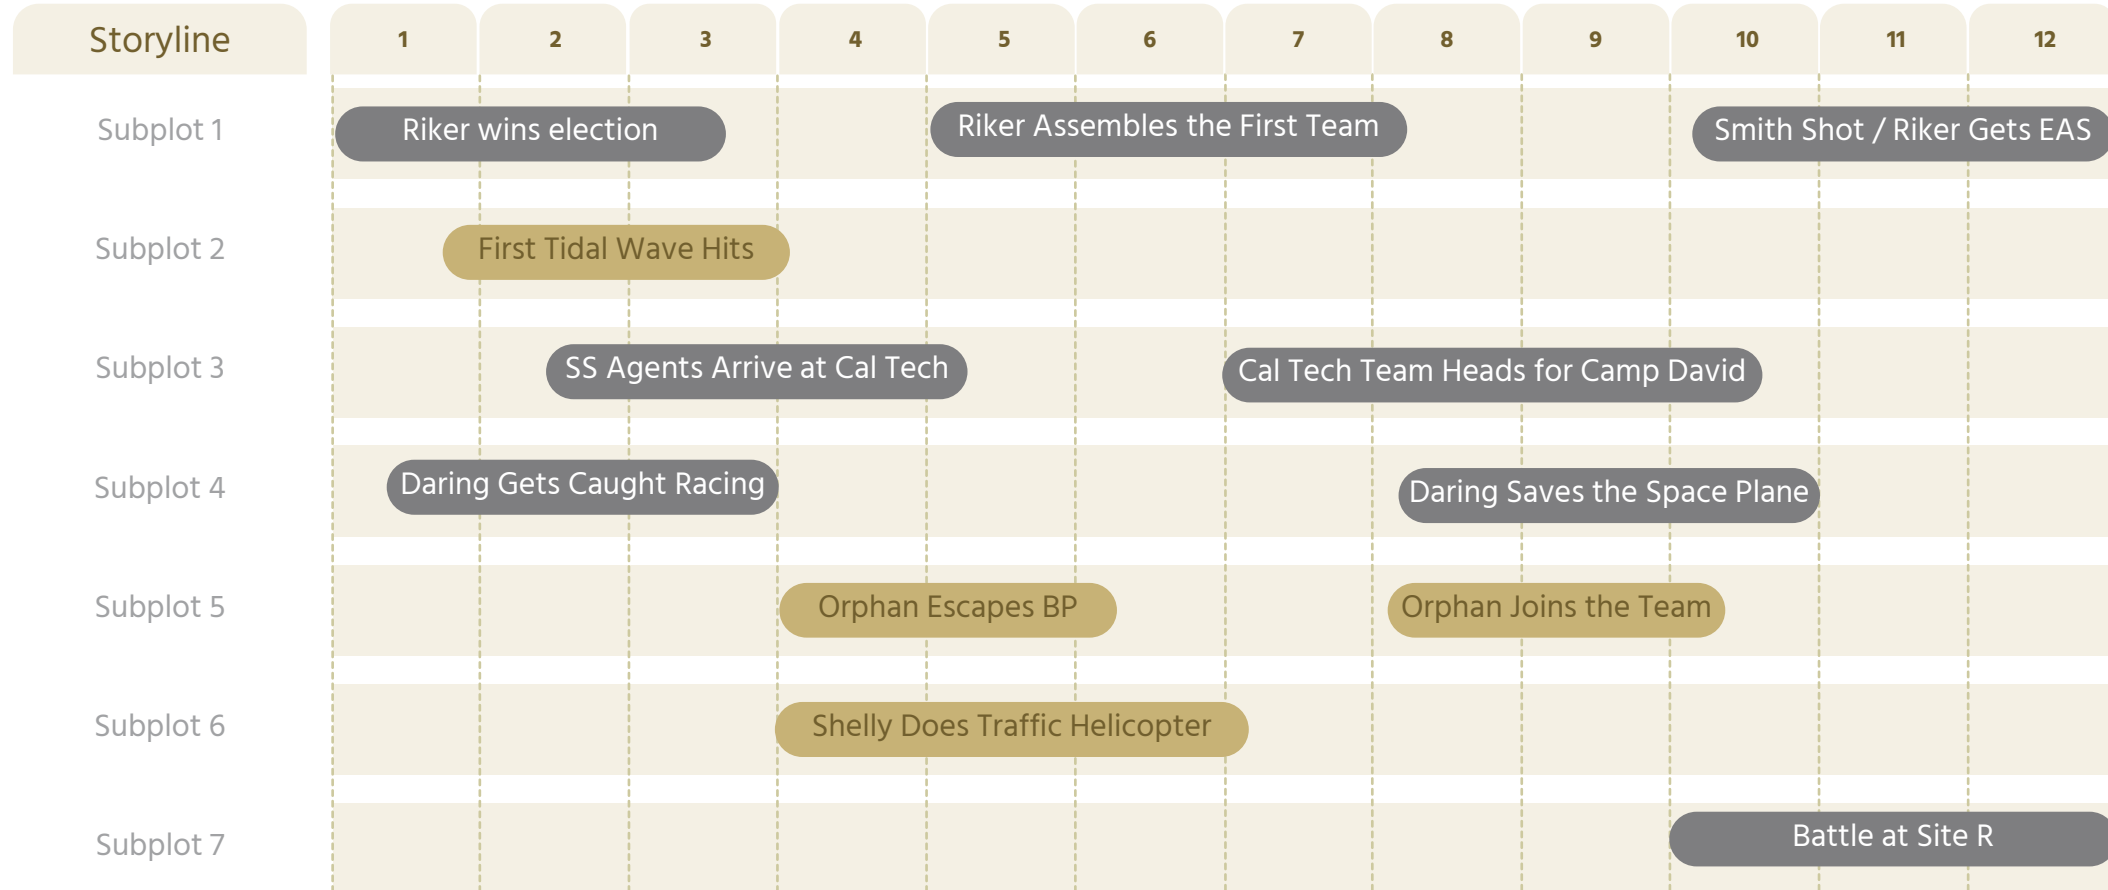 Storyline 1 2 3 4 5 6 7 8 9 10 11 12
Subplot 1 Riker wins election Riker Assembles the First Team Smith Shot / Riker Gets EAS
Subplot 2 First Tidal Wave Hits
Subplot 3 SS Agents Arrive at Cal Tech Cal Tech Team Heads for Camp David
Subplot 4 Daring Gets Caught Racing Daring Saves the Space Plane
Subplot 5 Orphan Escapes BP Orphan Joins the Team
Subplot 6 Shelly Does Traffic Helicopter
Subplot 7 Battle at Site R